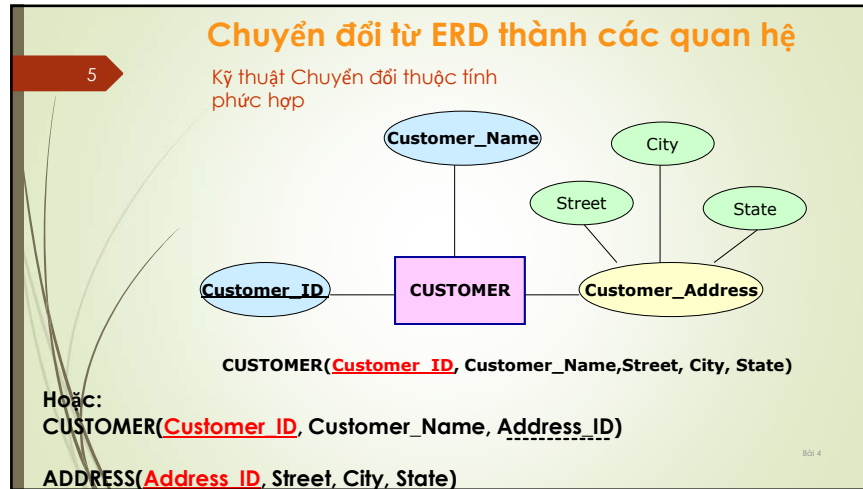 Chuyển đổi từ ERD thành các quan hệ
5
Kỹ thuật Chuyển đổi thuộc tính
phức hợp
Customer_Name
City
Street
State
Customer_ID
CUSTOMER
Customer_Address
CUSTOMER(Customer_ID, Customer_Name,Street, City, State)
Hoặc:
CUSTOMER(Customer_ID, Customer_Name, Address_ID)
Bài 4
ADDRESS(Address_ID, Street, City, State)